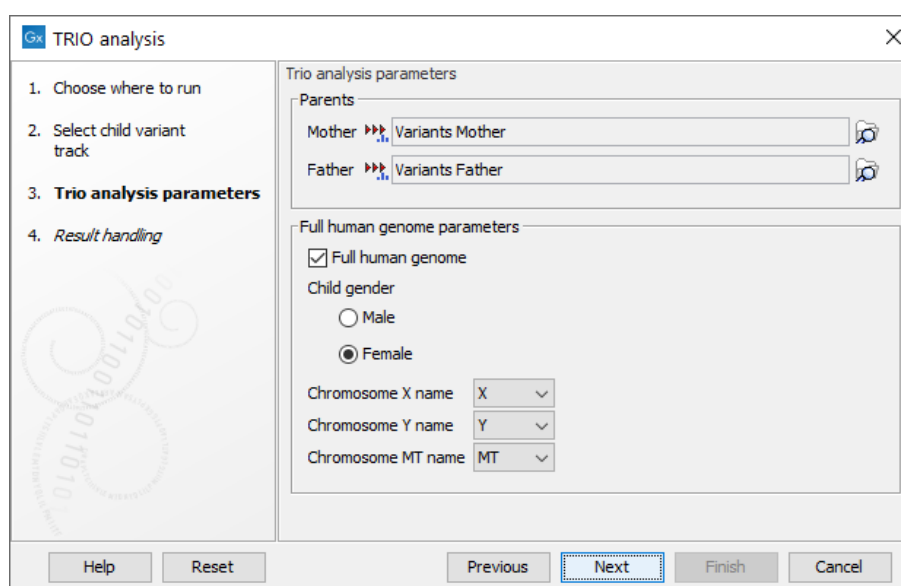 Gx TRIO analysis
1. Choose where to run
2. Select child variant
track
3. Trio analysis parameters
4. Result handling
Trio analysis parameters
Parents
Mother Variants Mother
Father Variants Father
Full human genome parameters
Full human genome
Child gender
Male
Female
Chromosome X name X
Chromosome Y name Y
Chromosome MT name MT
Help Reset Previous Next Finish Cancel